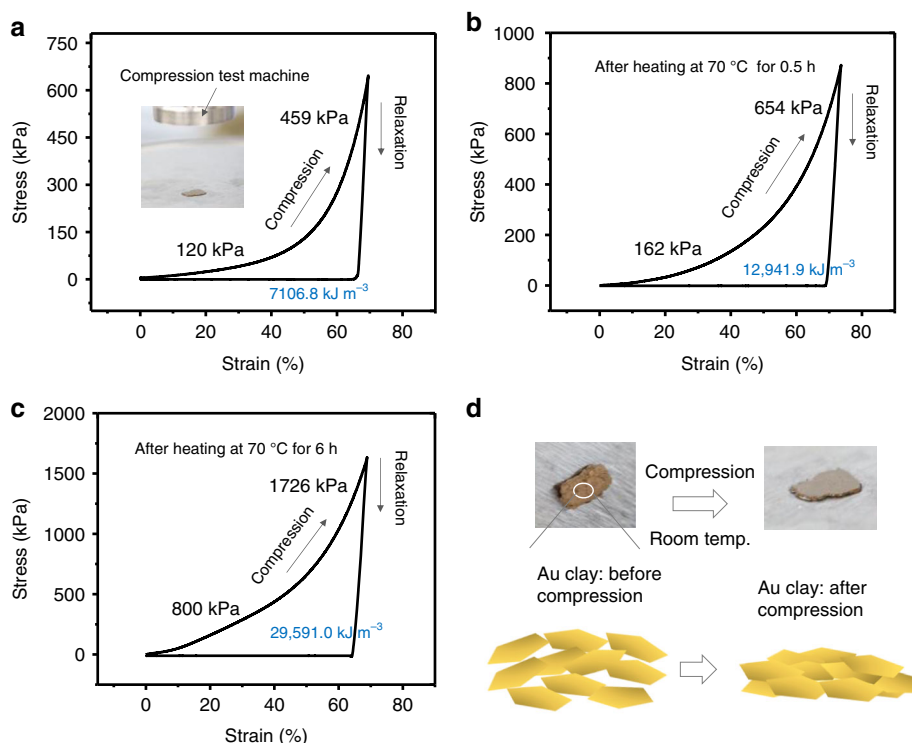 a
750
600
450
300
150
0
Stress (kPa)
Compression test machine
459 kPa
Compression
Relaxation
120 kPa
7106.8 kJ m⁻³
0 20 40 60 80
Strain (%)
b
1000
800
600
400
200
0
Stress (kPa)
After heating at 70 °C for 0.5 h
654 kPa
Compression
Relaxation
162 kPa
12,941.9 kJ m⁻³
0 20 40 60 80
Strain (%)
c
2000
1500
1000
500
0
Stress (kPa)
After heating at 70 °C for 6 h
1726 kPa
Compression
Relaxation
800 kPa
29,591.0 kJ m⁻³
0 20 40 60 80
Strain (%)
d
Compression
Room temp.
Au clay: before
compression
Au clay: after
compression